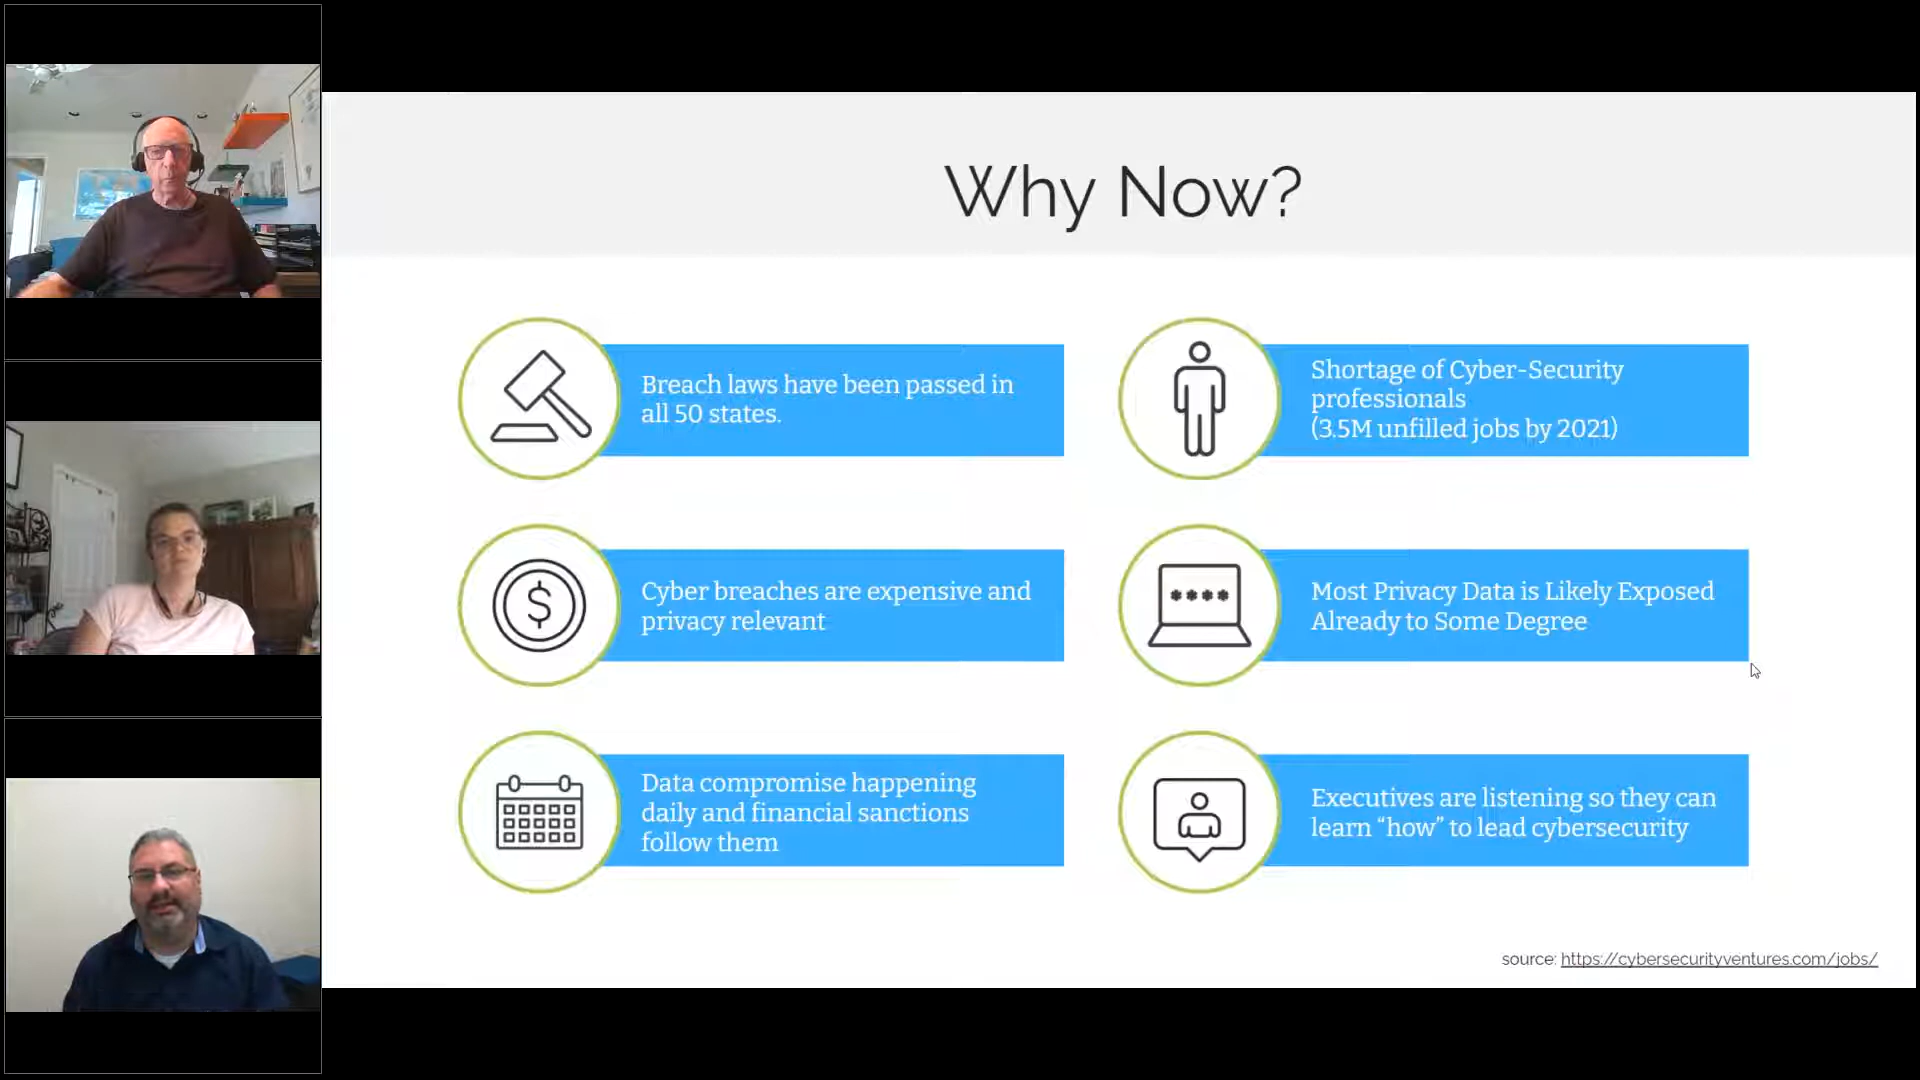 Why Now?
Breach laws have been passed in
all 50 states.
Shortage of Cyber-Security
professionals
(3.5M unfilled jobs by 2021)
Cyber breaches are expensive and
privacy relevant
****
Most Privacy Data is Likely Exposed
Already to Some Degree
Data compromise happening
daily and financial sanctions
follow them
Executives are listening so they can
learn “how” to lead cybersecurity
source: https://cybersecurityventures.com/jobs/